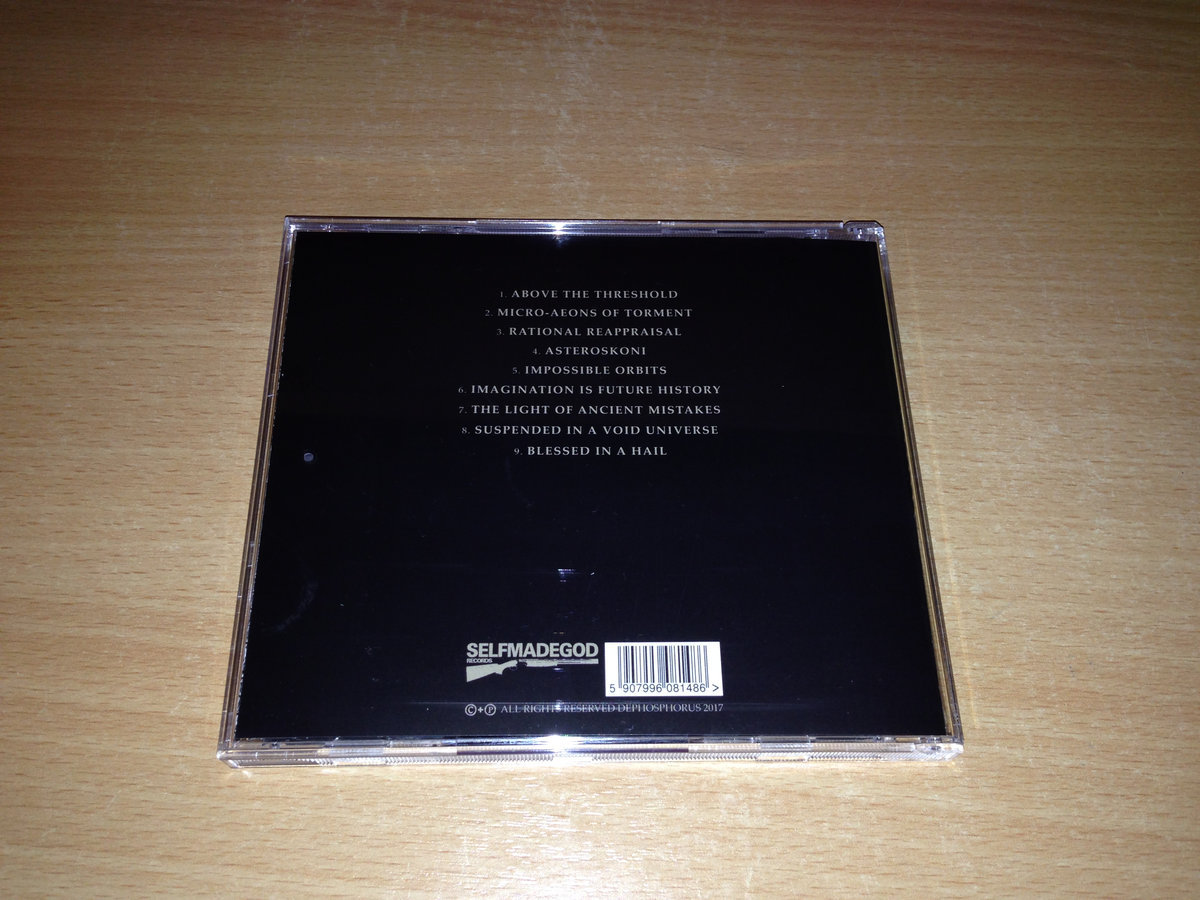 1. ABOVE THE THRESHOLD
2. MICRO-AEONS OF TORMENT
3. RATIONAL REAPPRAISAL
4. ASTEROSKONI
5. IMPOSSIBLE ORBITS
6. IMAGINATION IS FUTURE HISTORY
7. THE LIGHT OF ANCIENT MISTAKES
8. SUSPENDED IN A VOID UNIVERSE
9. BLESSED IN A HAIL
SELFMADEGOD
RECORDS
5 907996 081486 >
©+℗ ALL RIGHTS RESERVED DEPHOSPHORUS 2017